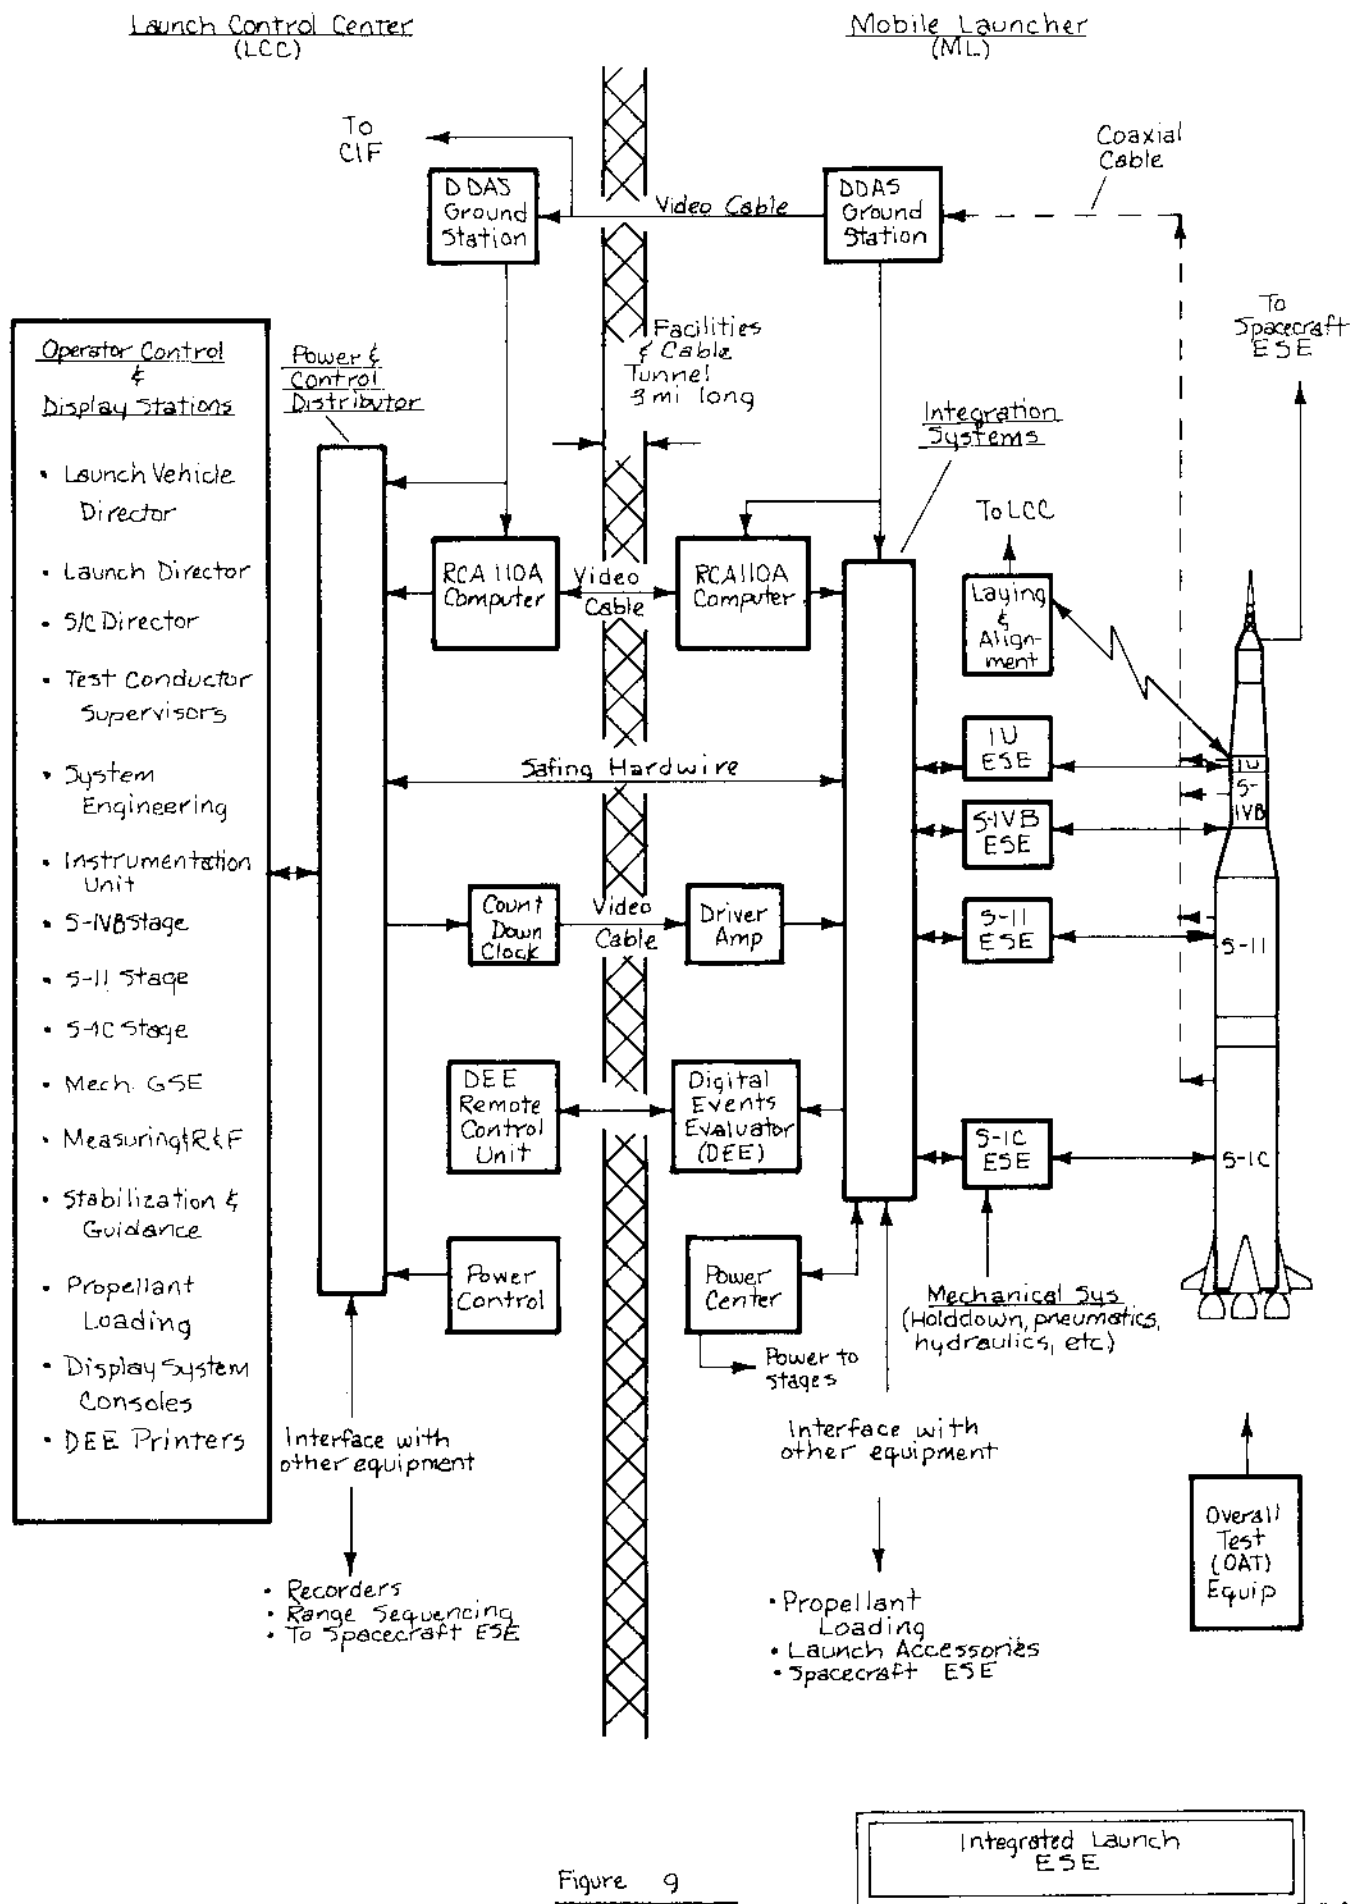 Launch Control Center
(LCC)
Mobile Launcher
(ML)
To
CIF
DDAS
Ground
Station
Video Cable
DDAS
Ground
Station
Coaxial
Cable
To
Spacecraft
ESE
Operator Control
&
Display Stations
• Launch Vehicle
Director
• Launch Director
• S/C Director
• Test Conductor
Supervisors
• System
Engineering
• Instrumentation
Unit
• S-IVB Stage
• S-II Stage
• S-IC Stage
• Mech. GSE
• Measuring & R & F
• Stabilization &
Guidance
• Propellant
Loading
• Display System
Consoles
• DEE Printers
Power &
Control
Distributor
Facilities
& Cable
Tunnel
3 mi long
Integration
Systems
RCA 110A
Computer
Video
Cable
RCA 110A
Computer
To LCC
Laying
&
Align-
ment
Safing Hardwire
IU
ESE
S-IVB
ESE
S-II
ESE
S-IC
ESE
IU
S-
IVB
S-II
S-IC
Count
Down
Clock
Video
Cable
Driver
Amp
DEE
Remote
Control
Unit
Digital
Events
Evaluator
(DEE)
Power
Control
Power
Center
Power to
stages
Mechanical Sys
(Holddown, pneumatics,
hydraulics, etc.)
Interface with
other equipment
• Recorders
• Range Sequencing
• To Spacecraft ESE
Interface with
other equipment
• Propellant
Loading
• Launch Accessories
• Spacecraft ESE
Overall
Test
(OAT)
Equip
Integrated Launch
ESE
Figure 9